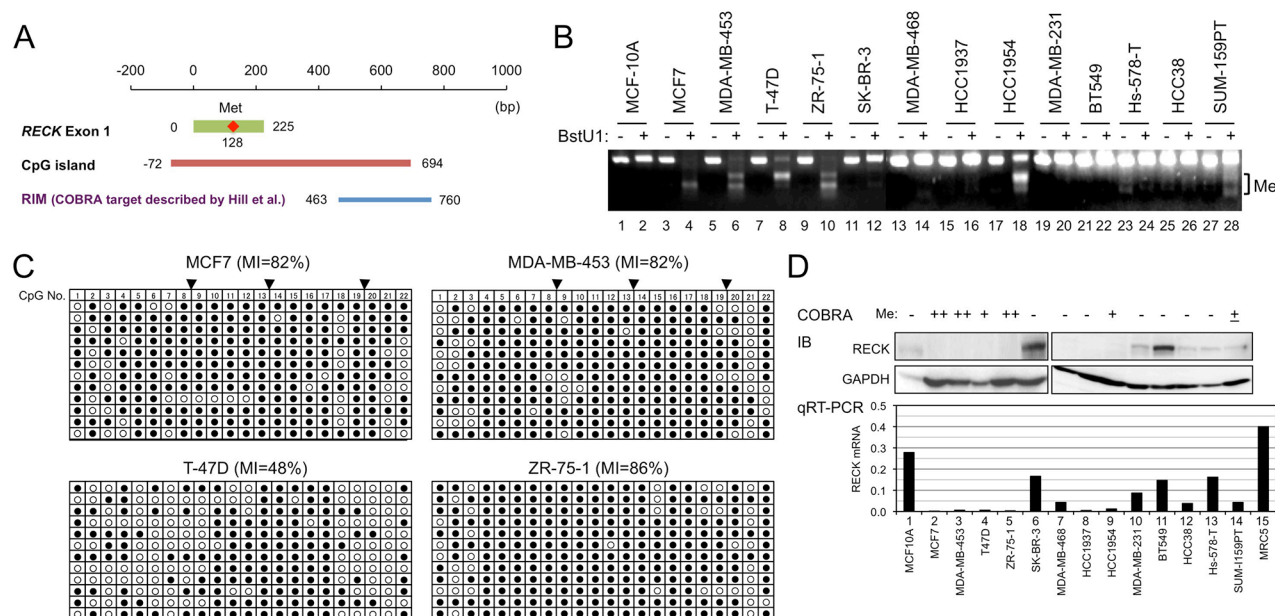 A
-200 0 200 400 600 800 1000
(bp)
Met
RECK Exon 1 0 225
128
CpG island -72 694
RIM (COBRA target described by Hill et al.) 463 760
B
MCF-10A MCF7 MDA-MB-453 T-47D ZR-75-1 SK-BR-3 MDA-MB-468 HCC1937 HCC1954 MDA-MB-231 BT549 Hs-578-T HCC38 SUM-159PT
BstU1: - + - + - + - + - + - + - + - + - + - + - + - + - + - +
Me
1 2 3 4 5 6 7 8 9 10 11 12 13 14 15 16 17 18 19 20 21 22 23 24 25 26 27 28
C
MCF7 (MI=82%)
CpG No. 1 2 3 4 5 6 7 8 9 10 11 12 13 14 15 16 17 18 19 20 21 22
MDA-MB-453 (MI=82%)
1 2 3 4 5 6 7 8 9 10 11 12 13 14 15 16 17 18 19 20 21 22
T-47D (MI=48%)
ZR-75-1 (MI=86%)
D
COBRA Me: - ++ ++ + ++ - - - + - - - - ±
IB
RECK
GAPDH
qRT-PCR
RECK mRNA
0.5
0.4
0.3
0.2
0.1
0.0
1 2 3 4 5 6 7 8 9 10 11 12 13 14 15
MCF10A MCF7 MDA-MB-453 T47D ZR-75-1 SK-BR-3 MDA-MB-468 HCC1937 HCC1954 MDA-MB-231 BT549 HCC38 Hs-578-T SUM-I159PT MRC5